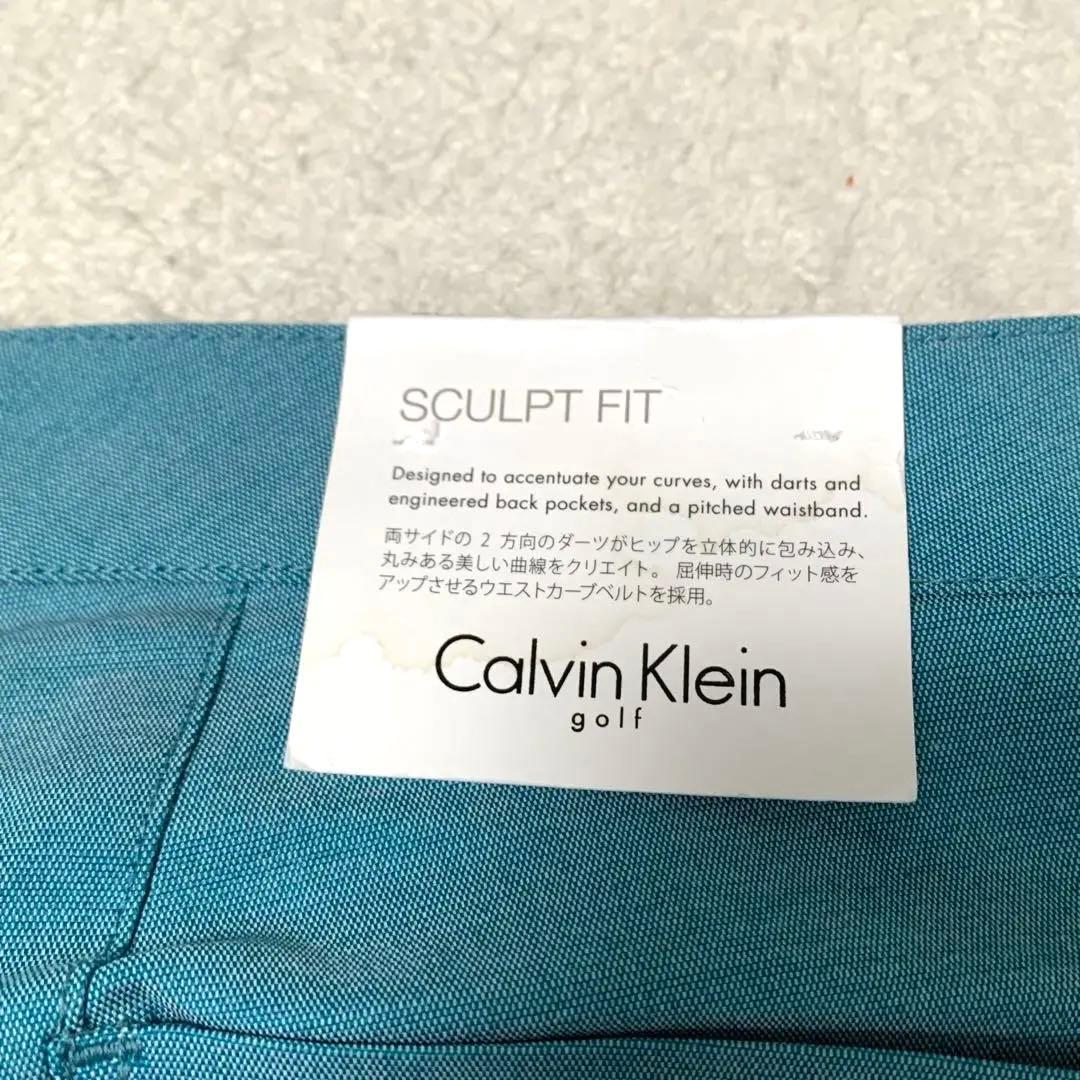 SCULPT FIT
Designed to accentuate your curves, with darts and
engineered back pockets, and a pitched waistband.
両サイドの 2 方向のダーツがヒップを立体的に包み込み、
丸みある美しい曲線をクリエイト。 屈伸時のフィット感を
アップさせるウエストカーブベルトを採用。
Calvin Klein
golf